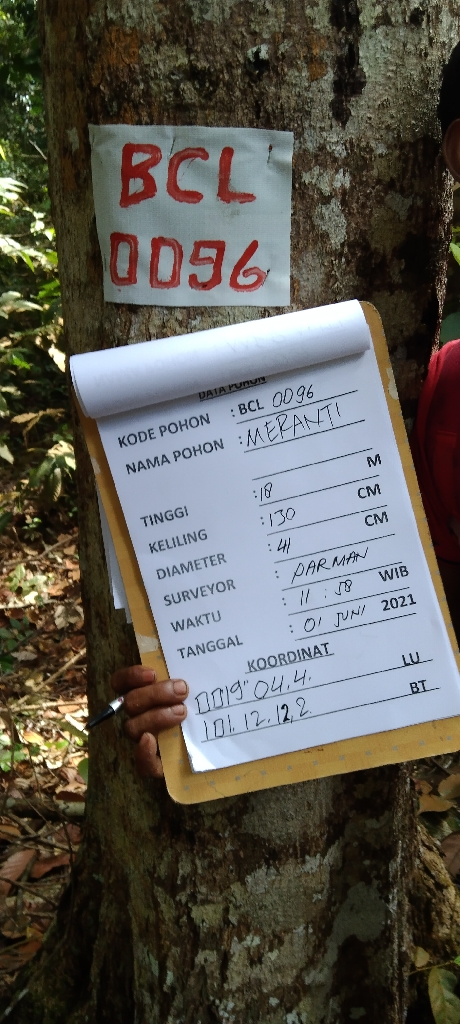 BCL
0096
DATA POHON
KODE POHON : BCL 0096
NAMA POHON : MERANTI
TINGGI : 18 M
KELILING : 130 CM
DIAMETER : 41 CM
SURVEYOR : PARMAN
WAKTU : 11 : 58 WIB
TANGGAL : 01 JUNI 2021
KOORDINAT
0019" 04.4. LU
101.12.12,2 BT